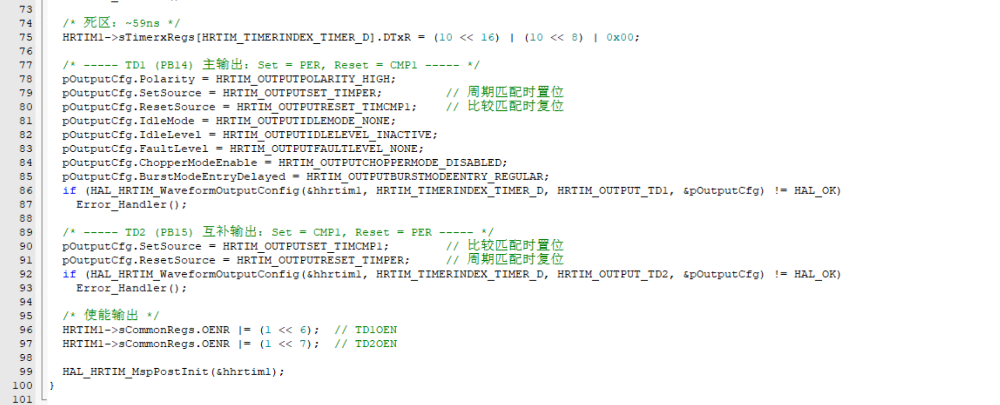 73
74 /* 死区: ~59ns */
75 HRTIM1->sTimerxRegs[HRTIM_TIMERINDEX_TIMER_D].DTxR = (10 << 16) | (10 << 8) | 0x00;
76
77 /* ----- TD1 (PB14) 主输出: Set = PER, Reset = CMP1 ----- */
78 pOutputCfg.Polarity = HRTIM_OUTPUTPOLARITY_HIGH;
79 pOutputCfg.SetSource = HRTIM_OUTPUTSET_TIMPER; // 周期匹配时置位
80 pOutputCfg.ResetSource = HRTIM_OUTPUTRESET_TIMCMP1; // 比较匹配时复位
81 pOutputCfg.IdleMode = HRTIM_OUTPUTIDLEMODE_NONE;
82 pOutputCfg.IdleLevel = HRTIM_OUTPUTIDLELEVEL_INACTIVE;
83 pOutputCfg.FaultLevel = HRTIM_OUTPUTFAULTLEVEL_NONE;
84 pOutputCfg.ChopperModeEnable = HRTIM_OUTPUTCHOPPERMODE_DISABLED;
85 pOutputCfg.BurstModeEntryDelayed = HRTIM_OUTPUTBURSTMODEENTRY_REGULAR;
86 if (HAL_HRTIM_WaveformOutputConfig(&hhrtim1, HRTIM_TIMERINDEX_TIMER_D, HRTIM_OUTPUT_TD1, &pOutputCfg) != HAL_OK)
87 Error_Handler();
88
89 /* ----- TD2 (PB15) 互补输出: Set = CMP1, Reset = PER ----- */
90 pOutputCfg.SetSource = HRTIM_OUTPUTSET_TIMCMP1; // 比较匹配时置位
91 pOutputCfg.ResetSource = HRTIM_OUTPUTRESET_TIMPER; // 周期匹配时复位
92 if (HAL_HRTIM_WaveformOutputConfig(&hhrtim1, HRTIM_TIMERINDEX_TIMER_D, HRTIM_OUTPUT_TD2, &pOutputCfg) != HAL_OK)
93 Error_Handler();
94
95 /* 使能输出 */
96 HRTIM1->sCommonRegs.OENR |= (1 << 6); // TD1OEN
97 HRTIM1->sCommonRegs.OENR |= (1 << 7); // TD2OEN
98
99 HAL_HRTIM_MspPostInit(&hhrtim1);
100 }
101